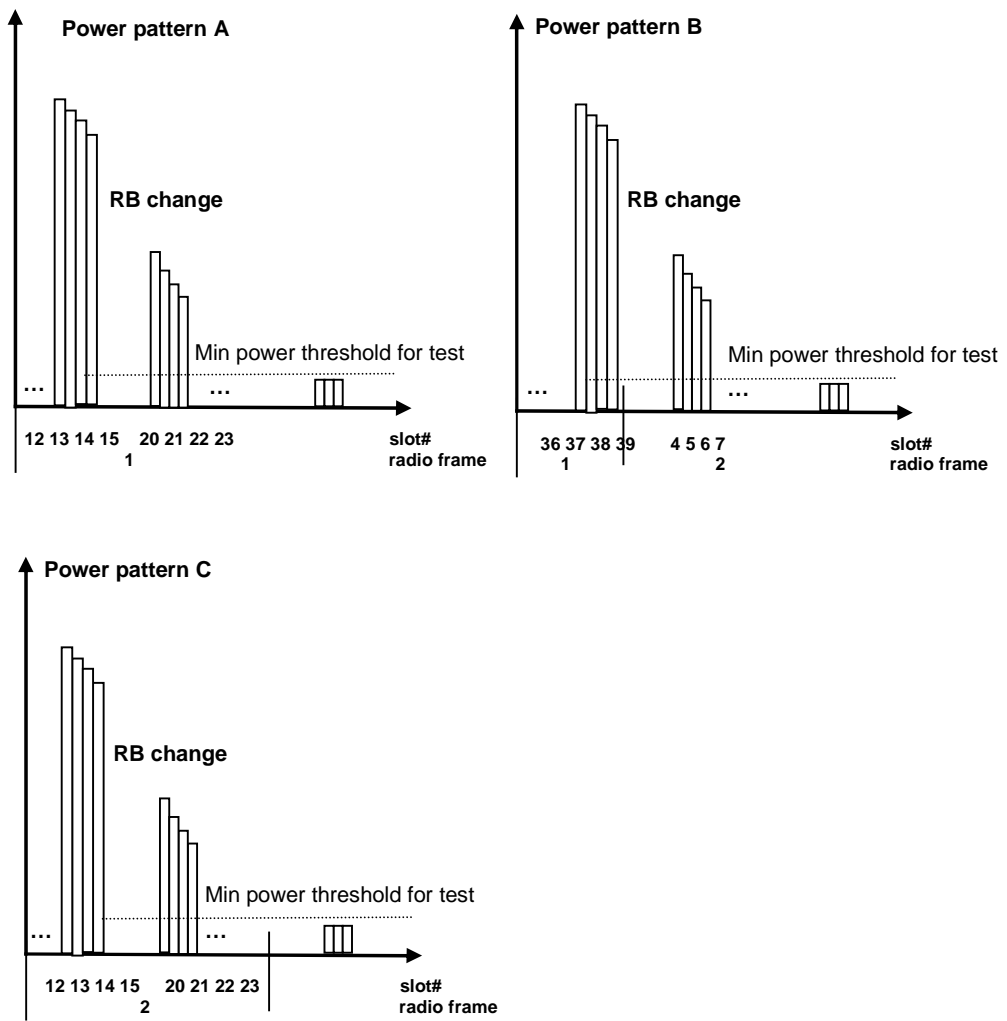 Power pattern A
RB change
Min power threshold for test
... ...
12 13 14 15 20 21 22 23 slot#
1 radio frame
Power pattern B
RB change
Min power threshold for test
... ...
36 37 38 39 4 5 6 7 slot#
1 2 radio frame
Power pattern C
RB change
Min power threshold for test
... ...
12 13 14 15 20 21 22 23 slot#
2 radio frame